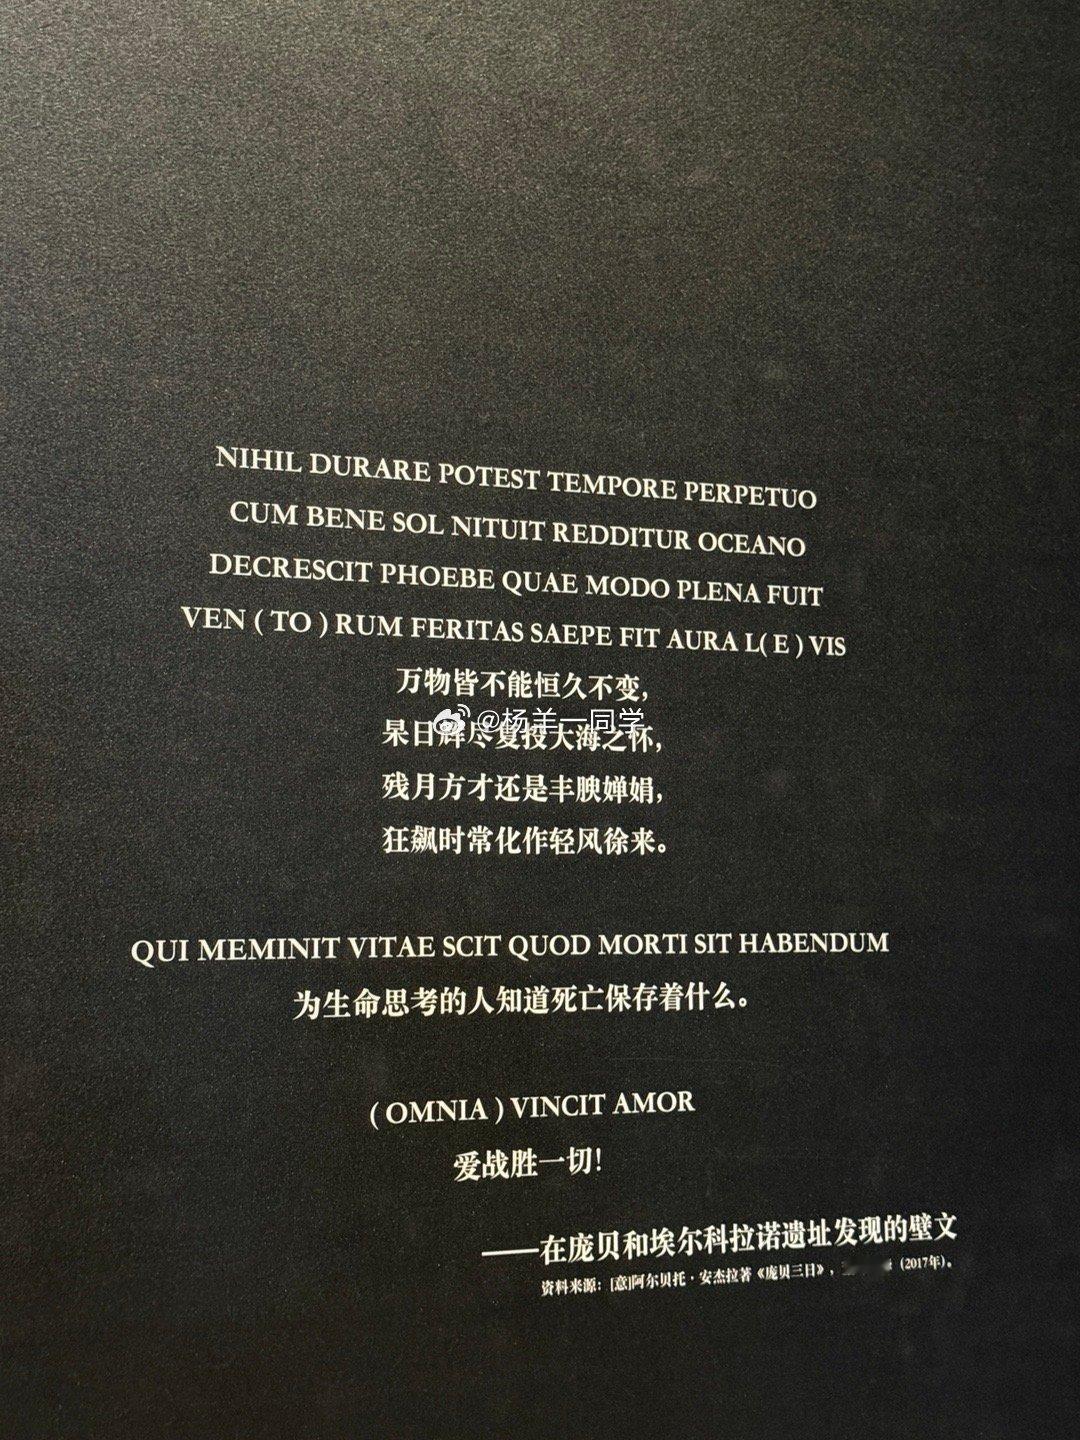 NIHIL DURARE POTEST TEMPORE PERPETUO
CUM BENE SOL NITUIT REDDITUR OCEANO
DECRESCIT PHOEBE QUAE MODO PLENA FUIT
VEN ( TO ) RUM FERITAS SAEPE FIT AURA L( E ) VIS
万物皆不能恒久不变，
@杨羊一同学
杲日辉尽复投大海之怀，
残月方才还是丰腴婵娟，
狂飙时常化作轻风徐来。
QUI MEMINIT VITAE SCIT QUOD MORTI SIT HABENDUM
为生命思考的人知道死亡保存着什么。
( OMNIA ) VINCIT AMOR
爱战胜一切！
——在庞贝和埃尔科拉诺遗址发现的壁文
资料来源：[意]阿尔贝托·安杰拉著《庞贝三日》，（2017年）。